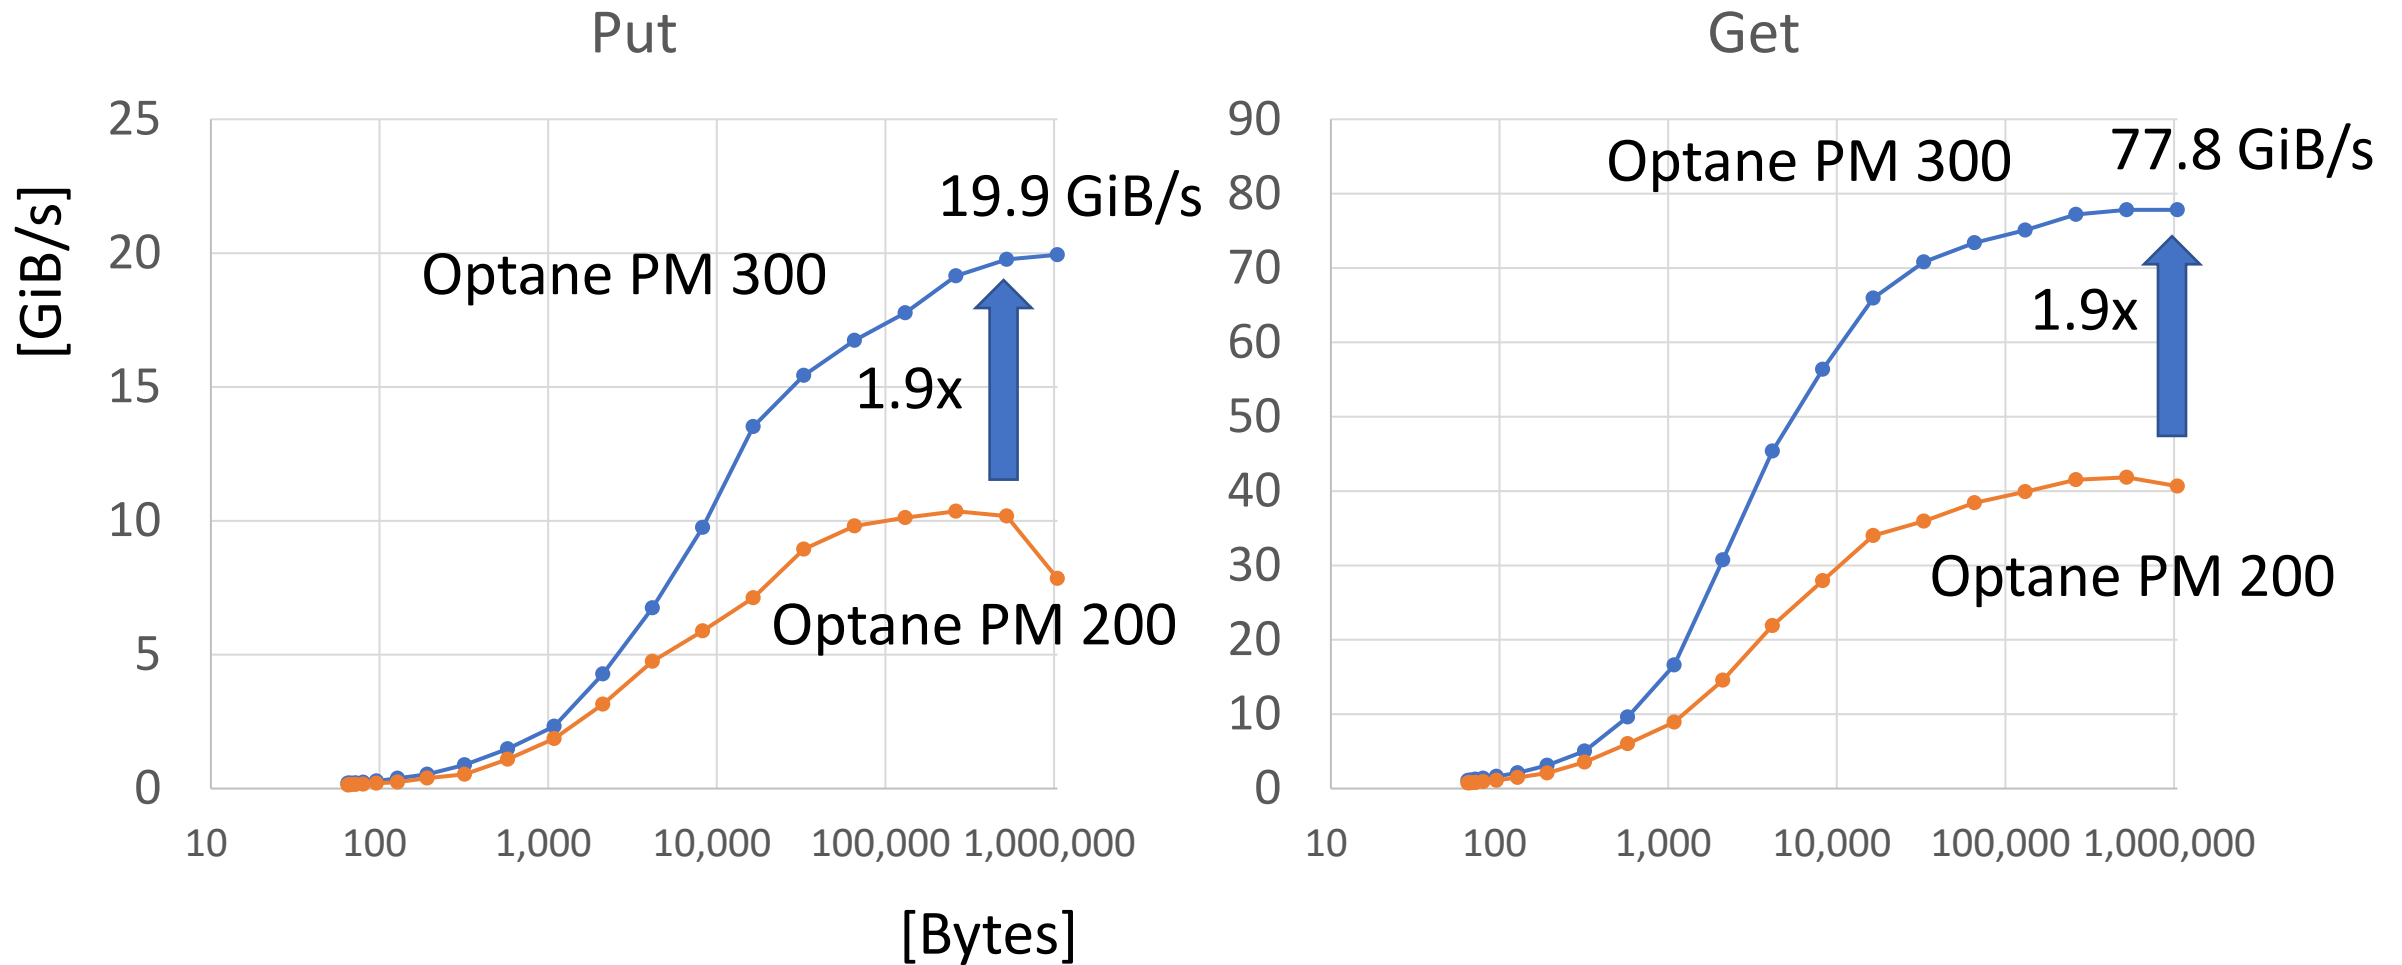 Put
[GiB/s]
25
20
15
10
5
0
Optane PM 300
19.9 GiB/s
1.9x
Optane PM 200
10
100
1,000
10,000
100,000
1,000,000
Get
90
80
70
60
50
40
30
20
10
0
Optane PM 300
77.8 GiB/s
1.9x
Optane PM 200
10
100
1,000
10,000
100,000
1,000,000
[Bytes]